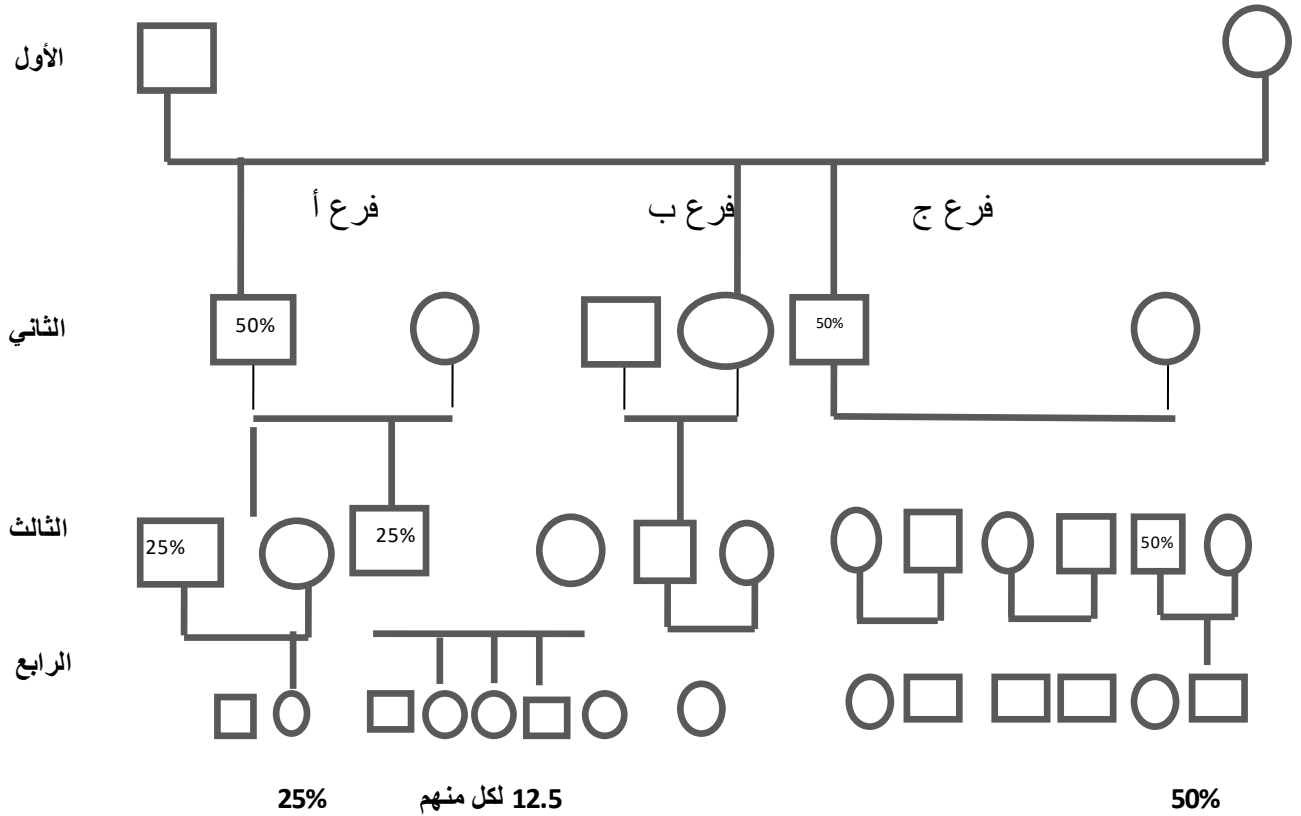 الأول
فرع أ
فرع ب
فرع ج
الثاني
50%
50%
الثالث
25%
25%
50%
الرابع
25%
12.5 لكل منهم
50%